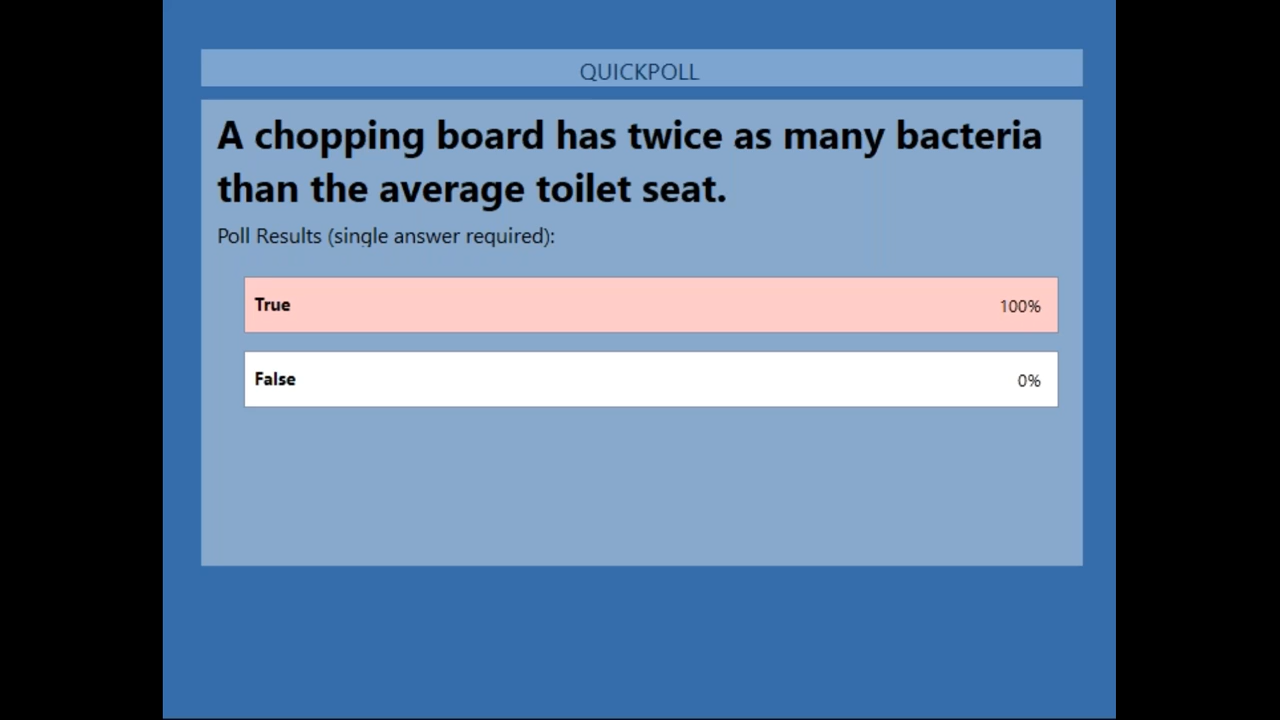 QUICKPOLL
A chopping board has twice as many bacteria
than the average toilet seat.
Poll Results (single answer required):
True 100%
False 0%